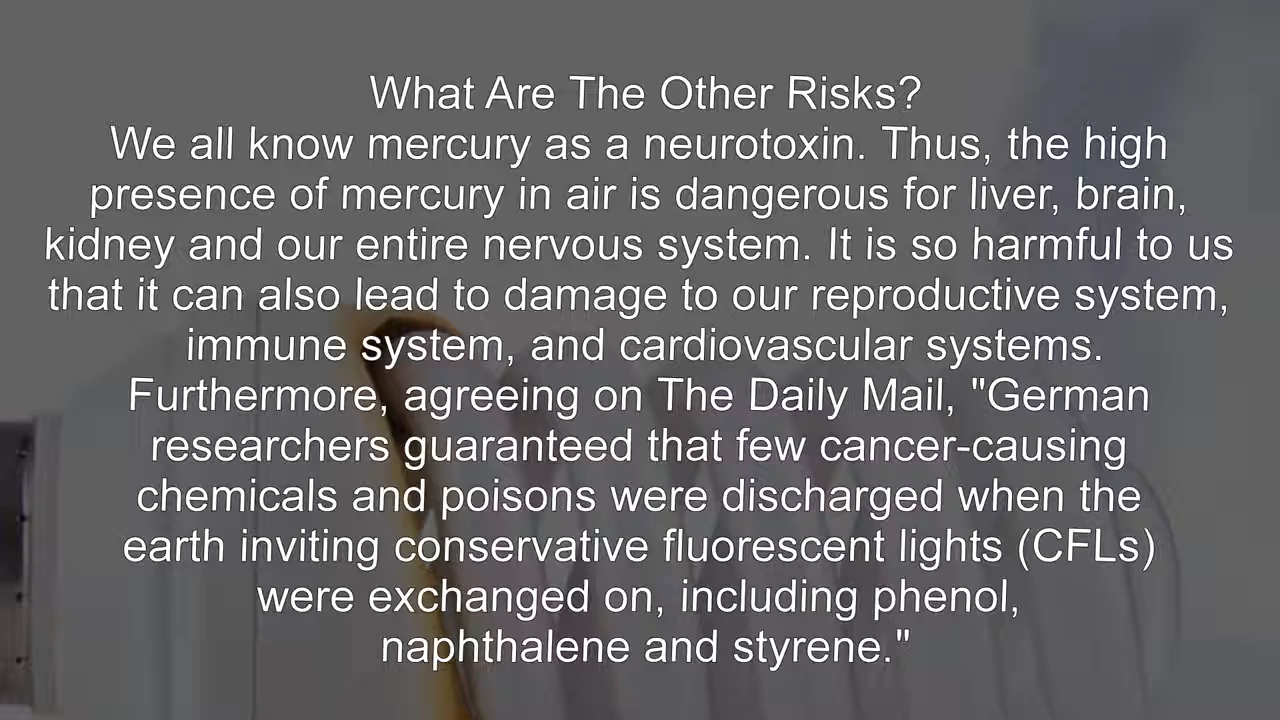 What Are The Other Risks?
We all know mercury as a neurotoxin. Thus, the high
presence of mercury in air is dangerous for liver, brain,
kidney and our entire nervous system. It is so harmful to us
that it can also lead to damage to our reproductive system,
immune system, and cardiovascular systems.
Furthermore, agreeing on The Daily Mail, "German
researchers guaranteed that few cancer-causing
chemicals and poisons were discharged when the
earth inviting conservative fluorescent lights (CFLs)
were exchanged on, including phenol,
naphthalene and styrene."